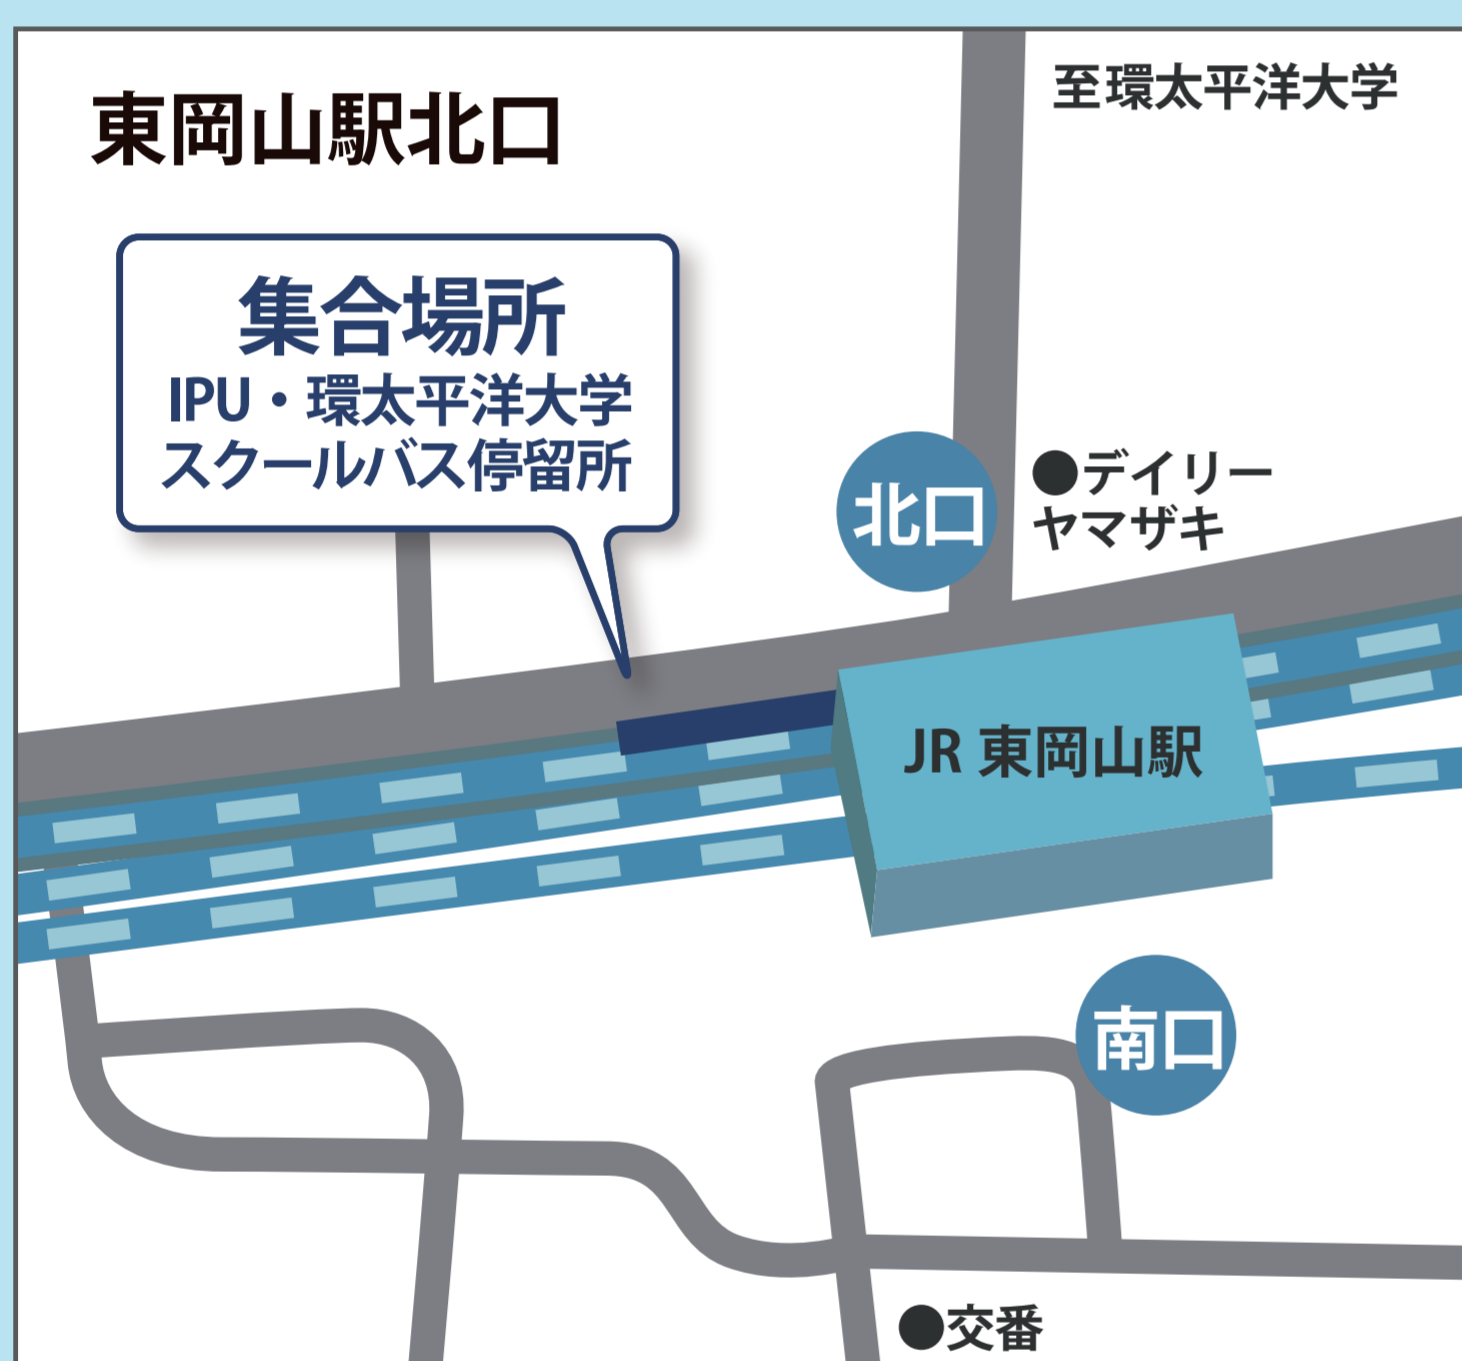 東岡山駅北口
至環太平洋大学
集合場所
IPU・環太平洋大学
スクールバス停留所
北口
●デイリー
ヤマザキ
JR 東岡山駅
南口
●交番